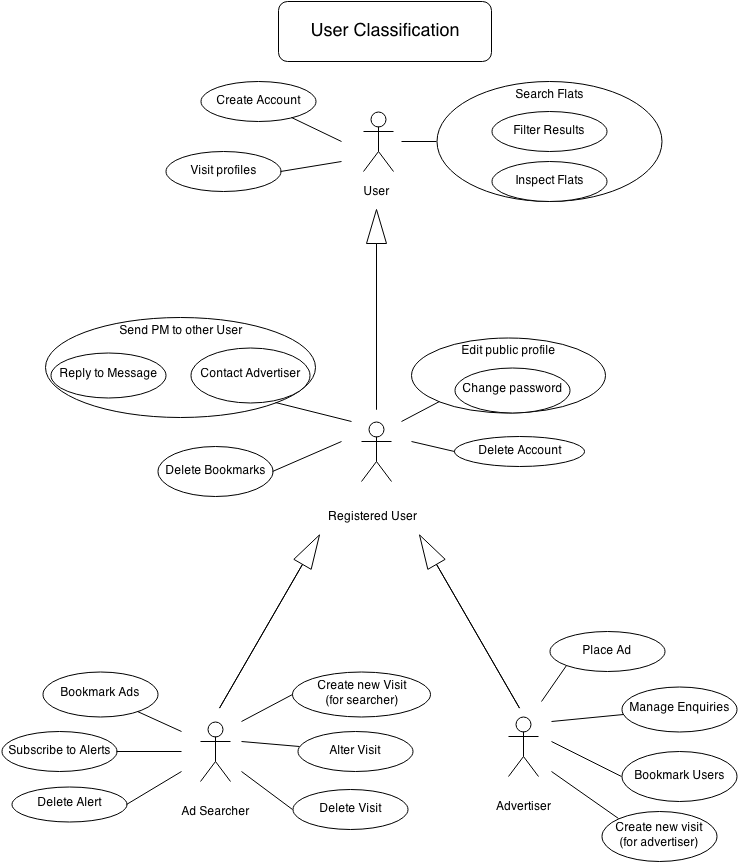 User Classification
Create Account
Search Flats
Filter Results
Visit profiles
Inspect Flats
User
Send PM to other User
Reply to Message
Contact Advertiser
Edit public profile
Change password
Delete Bookmarks
Delete Account
Registered User
Place Ad
Bookmark Ads
Create new Visit
(for searcher)
Manage Enquiries
Subscribe to Alerts
Alter Visit
Bookmark Users
Delete Alert
Delete Visit
Ad Searcher
Advertiser
Create new visit
(for advertiser)